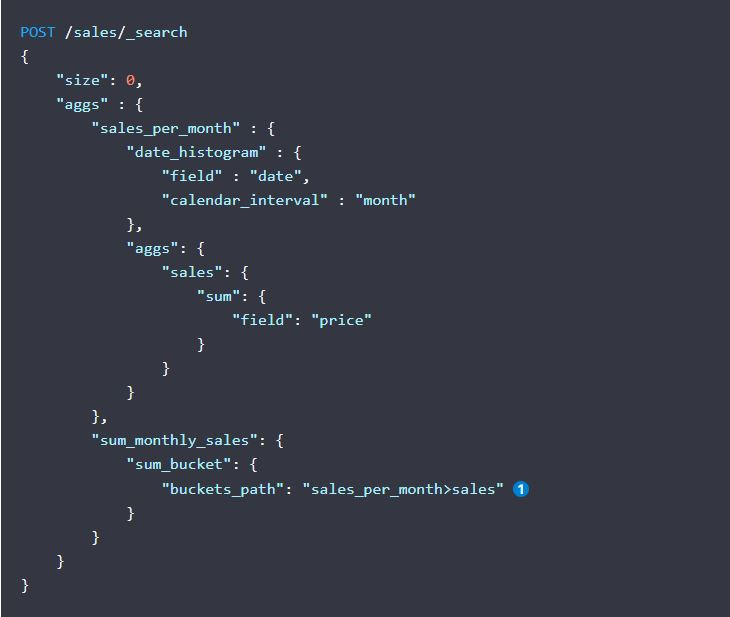 POST /sales/_search
{
    "size": 0,
    "aggs" : {
        "sales_per_month" : {
            "date_histogram" : {
                "field" : "date",
                "calendar_interval" : "month"
            },
            "aggs": {
                "sales": {
                    "sum": {
                        "field": "price"
                    }
                }
            }
        },
        "sum_monthly_sales": {
            "sum_bucket": {
                "buckets_path": "sales_per_month>sales" 1
            }
        }
    }
}